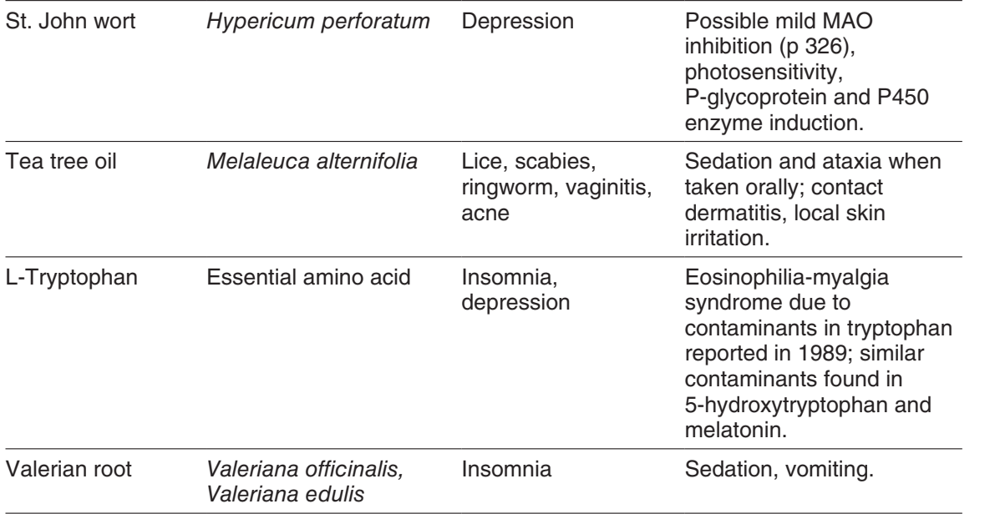 St. John wort
Hypericum perforatum
Depression
Possible mild MAO
inhibition (p 326),
photosensitivity,
P-glycoprotein and P450
enzyme induction.
Tea tree oil
Melaleuca alternifolia
Lice, scabies,
ringworm, vaginitis,
acne
Sedation and ataxia when
taken orally; contact
dermatitis, local skin
irritation.
L-Tryptophan
Essential amino acid
Insomnia,
depression
Eosinophilia-myalgia
syndrome due to
contaminants in tryptophan
reported in 1989; similar
contaminants found in
5-hydroxytryptophan and
melatonin.
Valerian root
Valeriana officinalis,
Valeriana edulis
Insomnia
Sedation, vomiting.